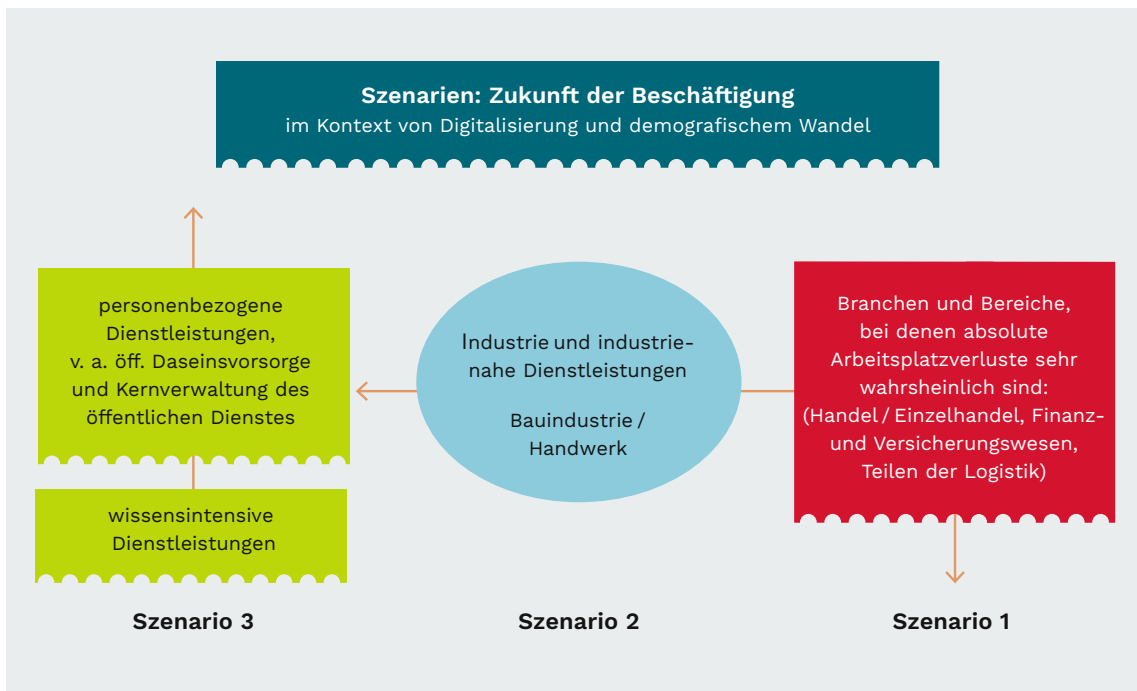 Szenarien: Zukunft der Beschäftigung
im Kontext von Digitalisierung und demografischem Wandel
personenbezogene
Dienstleistungen,
v. a. öff. Daseinsvorsorge
und Kernverwaltung des
öffentlichen Dienstes
wissensintensive
Dienstleistungen
Szenario 3
Industrie und industrie-
nahe Dienstleistungen
Bauindustrie /
Handwerk
Szenario 2
Branchen und Bereiche,
bei denen absolute
Arbeitsplatzverluste sehr
wahrsheinlich sind:
(Handel / Einzelhandel, Finanz-
und Versicherungswesen,
Teilen der Logistik)
Szenario 1